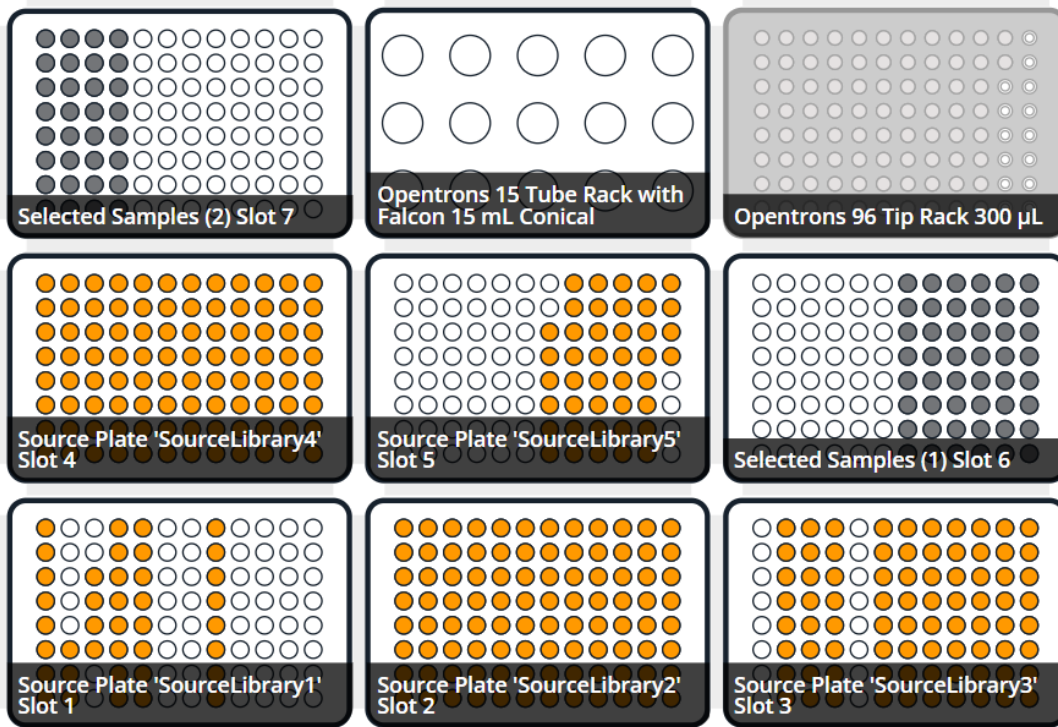 Selected Samples (2) Slot 7
Opentrons 15 Tube Rack with
Falcon 15 mL Conical
Opentrons 96 Tip Rack 300 µL
Source Plate 'SourceLibrary4'
Slot 4
Source Plate 'SourceLibrary5'
Slot 5
Selected Samples (1) Slot 6
Source Plate 'SourceLibrary1'
Slot 1
Source Plate 'SourceLibrary2'
Slot 2
Source Plate 'SourceLibrary3'
Slot 3